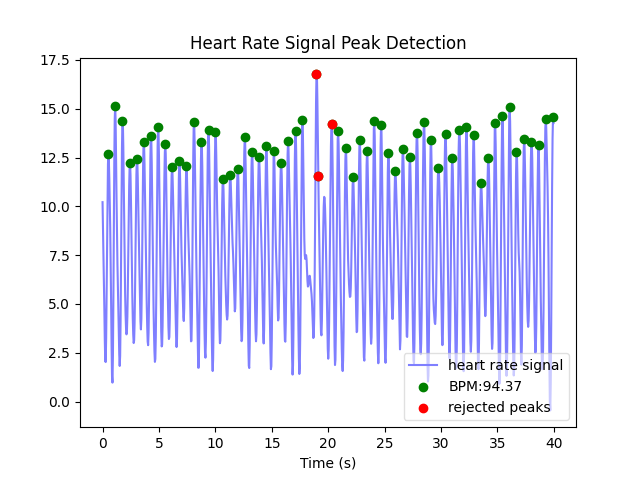 Heart Rate Signal Peak Detection
17.5
15.0
12.5
10.0
7.5
5.0
2.5
0.0
heart rate signal
BPM:94.37
rejected peaks
0 5 10 15 20 25 30 35 40
Time (s)